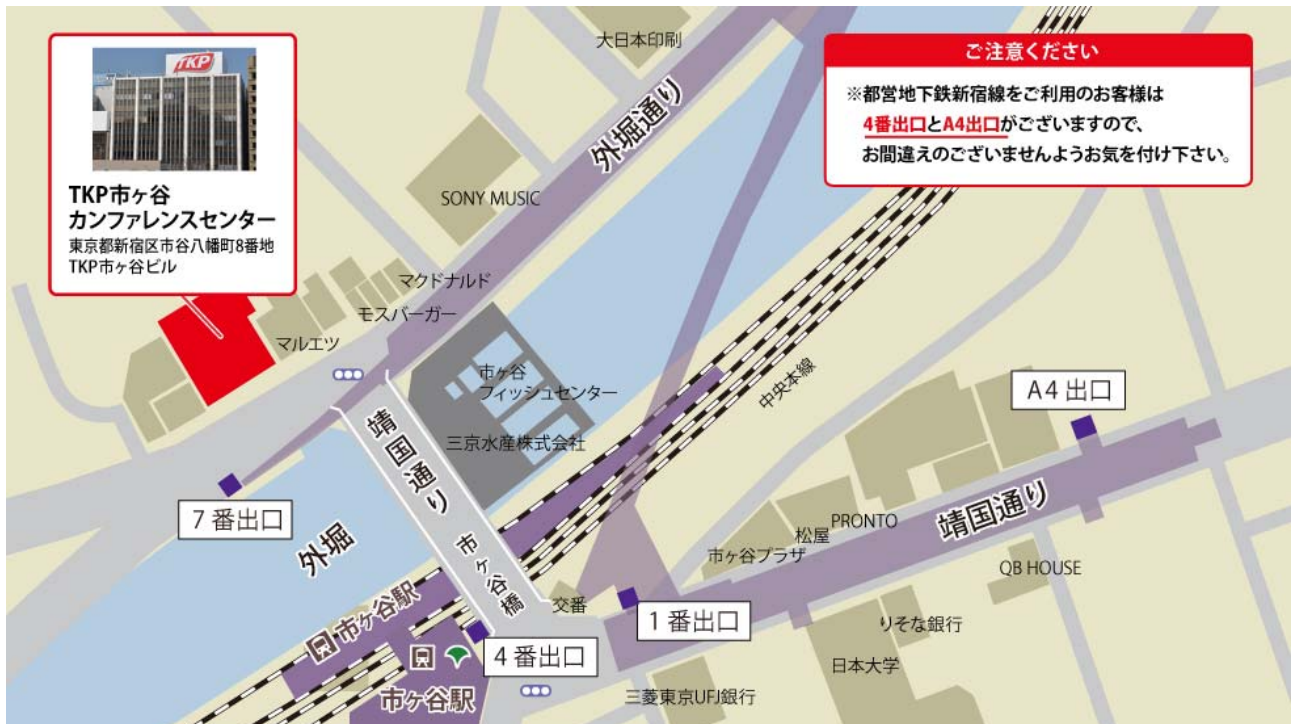 TKP
TKP市ヶ谷
カンファレンスセンター
東京都新宿区市谷八幡町8番地
TKP市ヶ谷ビル
ご注意ください
※都営地下鉄新宿線をご利用のお客様は
4番出口とA4出口がございますので、
お間違えのございませんようお気を付け下さい。
大日本印刷
外堀通り
SONY MUSIC
マクドナルド
モスバーガー
マルエツ
市ヶ谷
フィッシュセンター
三京水産株式会社
中央本線
A4 出口
靖国通り
7 番出口
外堀
市ヶ谷橋
靖国通り
PRONTO
松屋
市ヶ谷プラザ
QB HOUSE
交番
1 番出口
りそな銀行
市ヶ谷駅
4 番出口
日本大学
市ヶ谷駅
三菱東京UFJ銀行